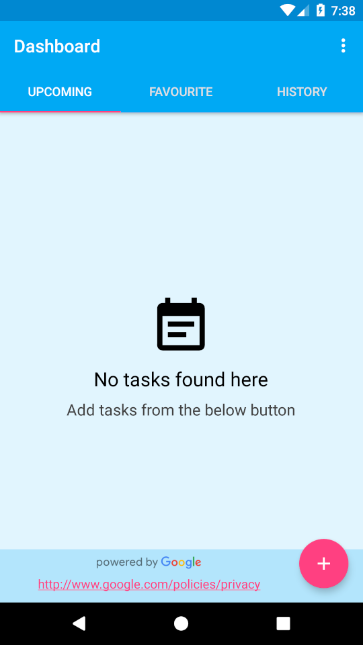 7:38
Dashboard
UPCOMING FAVOURITE HISTORY
No tasks found here
Add tasks from the below button
powered by Google
http://www.google.com/policies/privacy
+